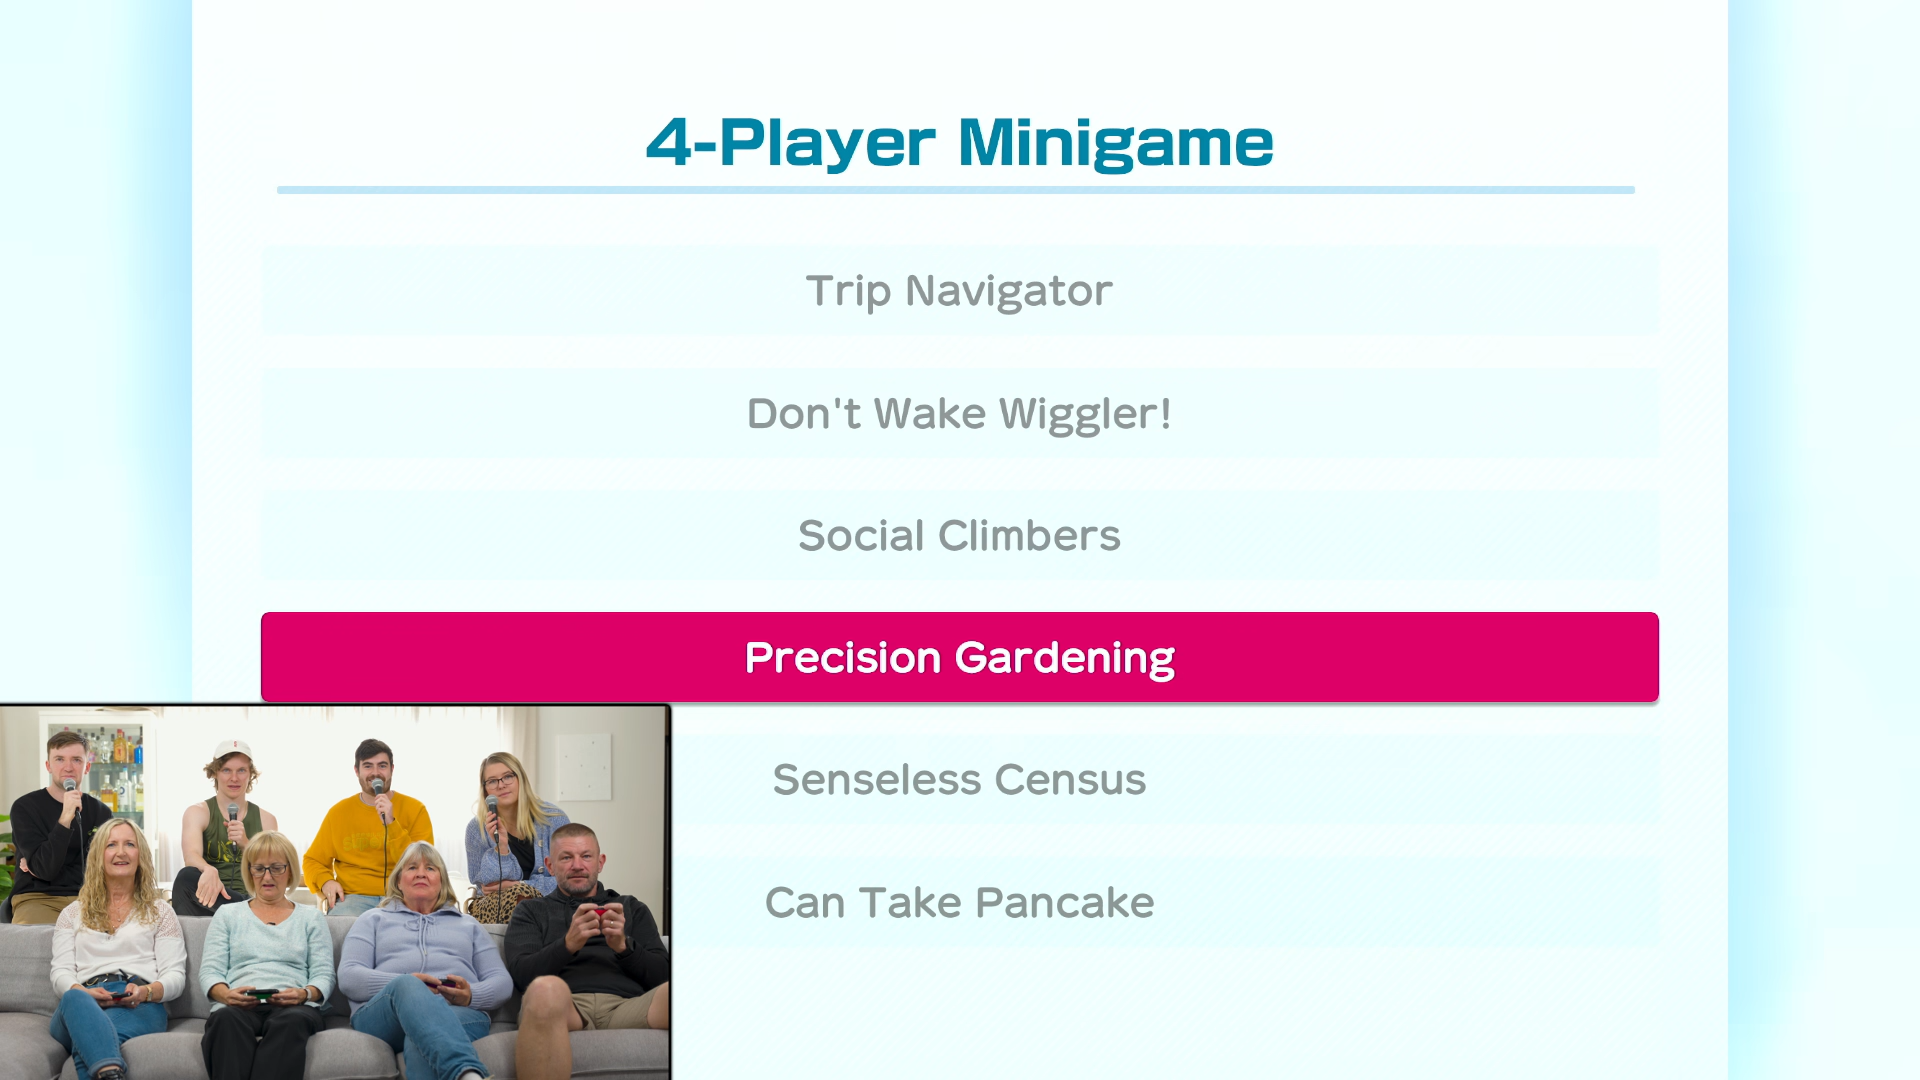 4-Player Minigame
Trip Navigator
Don't Wake Wiggler!
Social Climbers
Precision Gardening
Senseless Census
Can Take Pancake